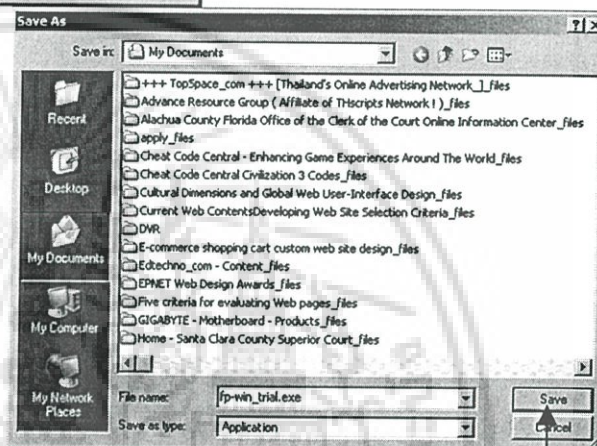 Save As
Save in:
My Documents
Recent
Desktop
My Documents
My Computer
My Network
Places
+++ TopSpace_com +++ [Thailand's Online Advertising Network_]_files
Advance Resource Group ( Affiliate of THscripts Network ! )_files
Alachua County Florida Office of the Clerk of the Court Online Information Center_files
apply_files
Cheat Code Central - Enhancing Game Experiences Around The World_files
Cheat Code Central Civilization 3 Codes_files
Cultural Dimensions and Global Web User-Interface Design_files
Current Web ContentsDeveloping Web Site Selection Criteria_files
DVR
E-commerce shopping cart custom web site design_files
Edtechno_com - Content_files
EPNET Web Design Awards_files
Five criteria for evaluating Web pages_files
GIGABYTE - Motherboard - Products_files
Home - Santa Clara County Superior Court_files
File name:
fp-win_trial.exe
Save
Save as type:
Application
Cancel